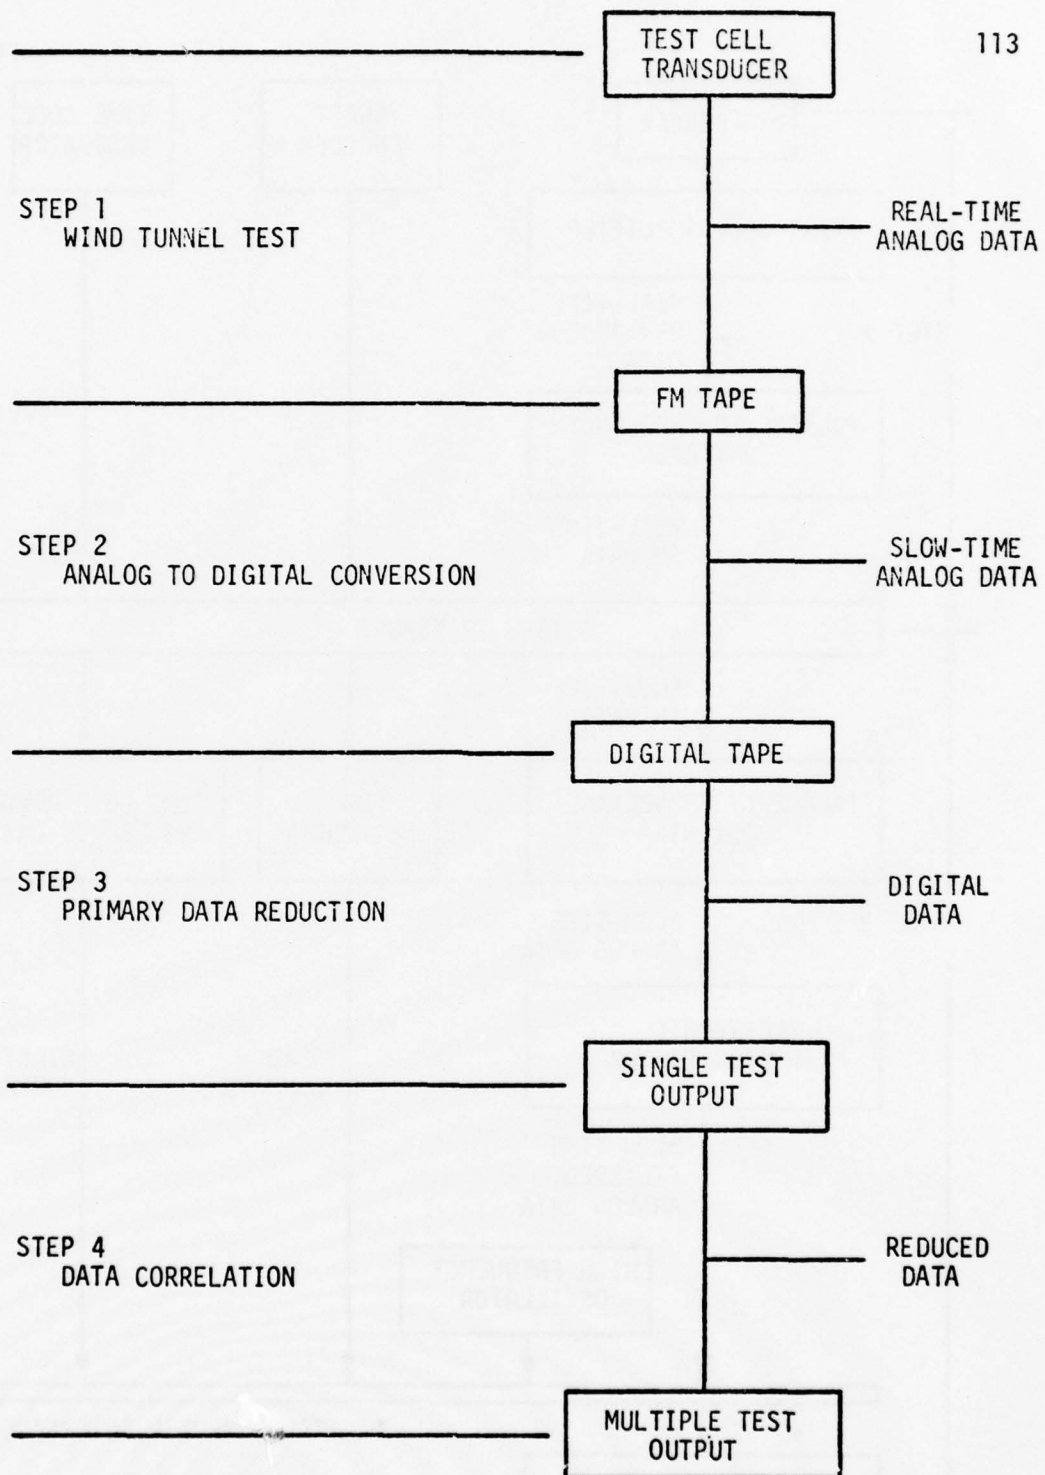 113
TEST CELL
TRANSDUCER
STEP 1
WIND TUNNEL TEST
REAL-TIME
ANALOG DATA
FM TAPE
STEP 2
ANALOG TO DIGITAL CONVERSION
SLOW-TIME
ANALOG DATA
DIGITAL TAPE
STEP 3
PRIMARY DATA REDUCTION
DIGITAL
DATA
SINGLE TEST
OUTPUT
STEP 4
DATA CORRELATION
REDUCED
DATA
MULTIPLE TEST
OUTPUT